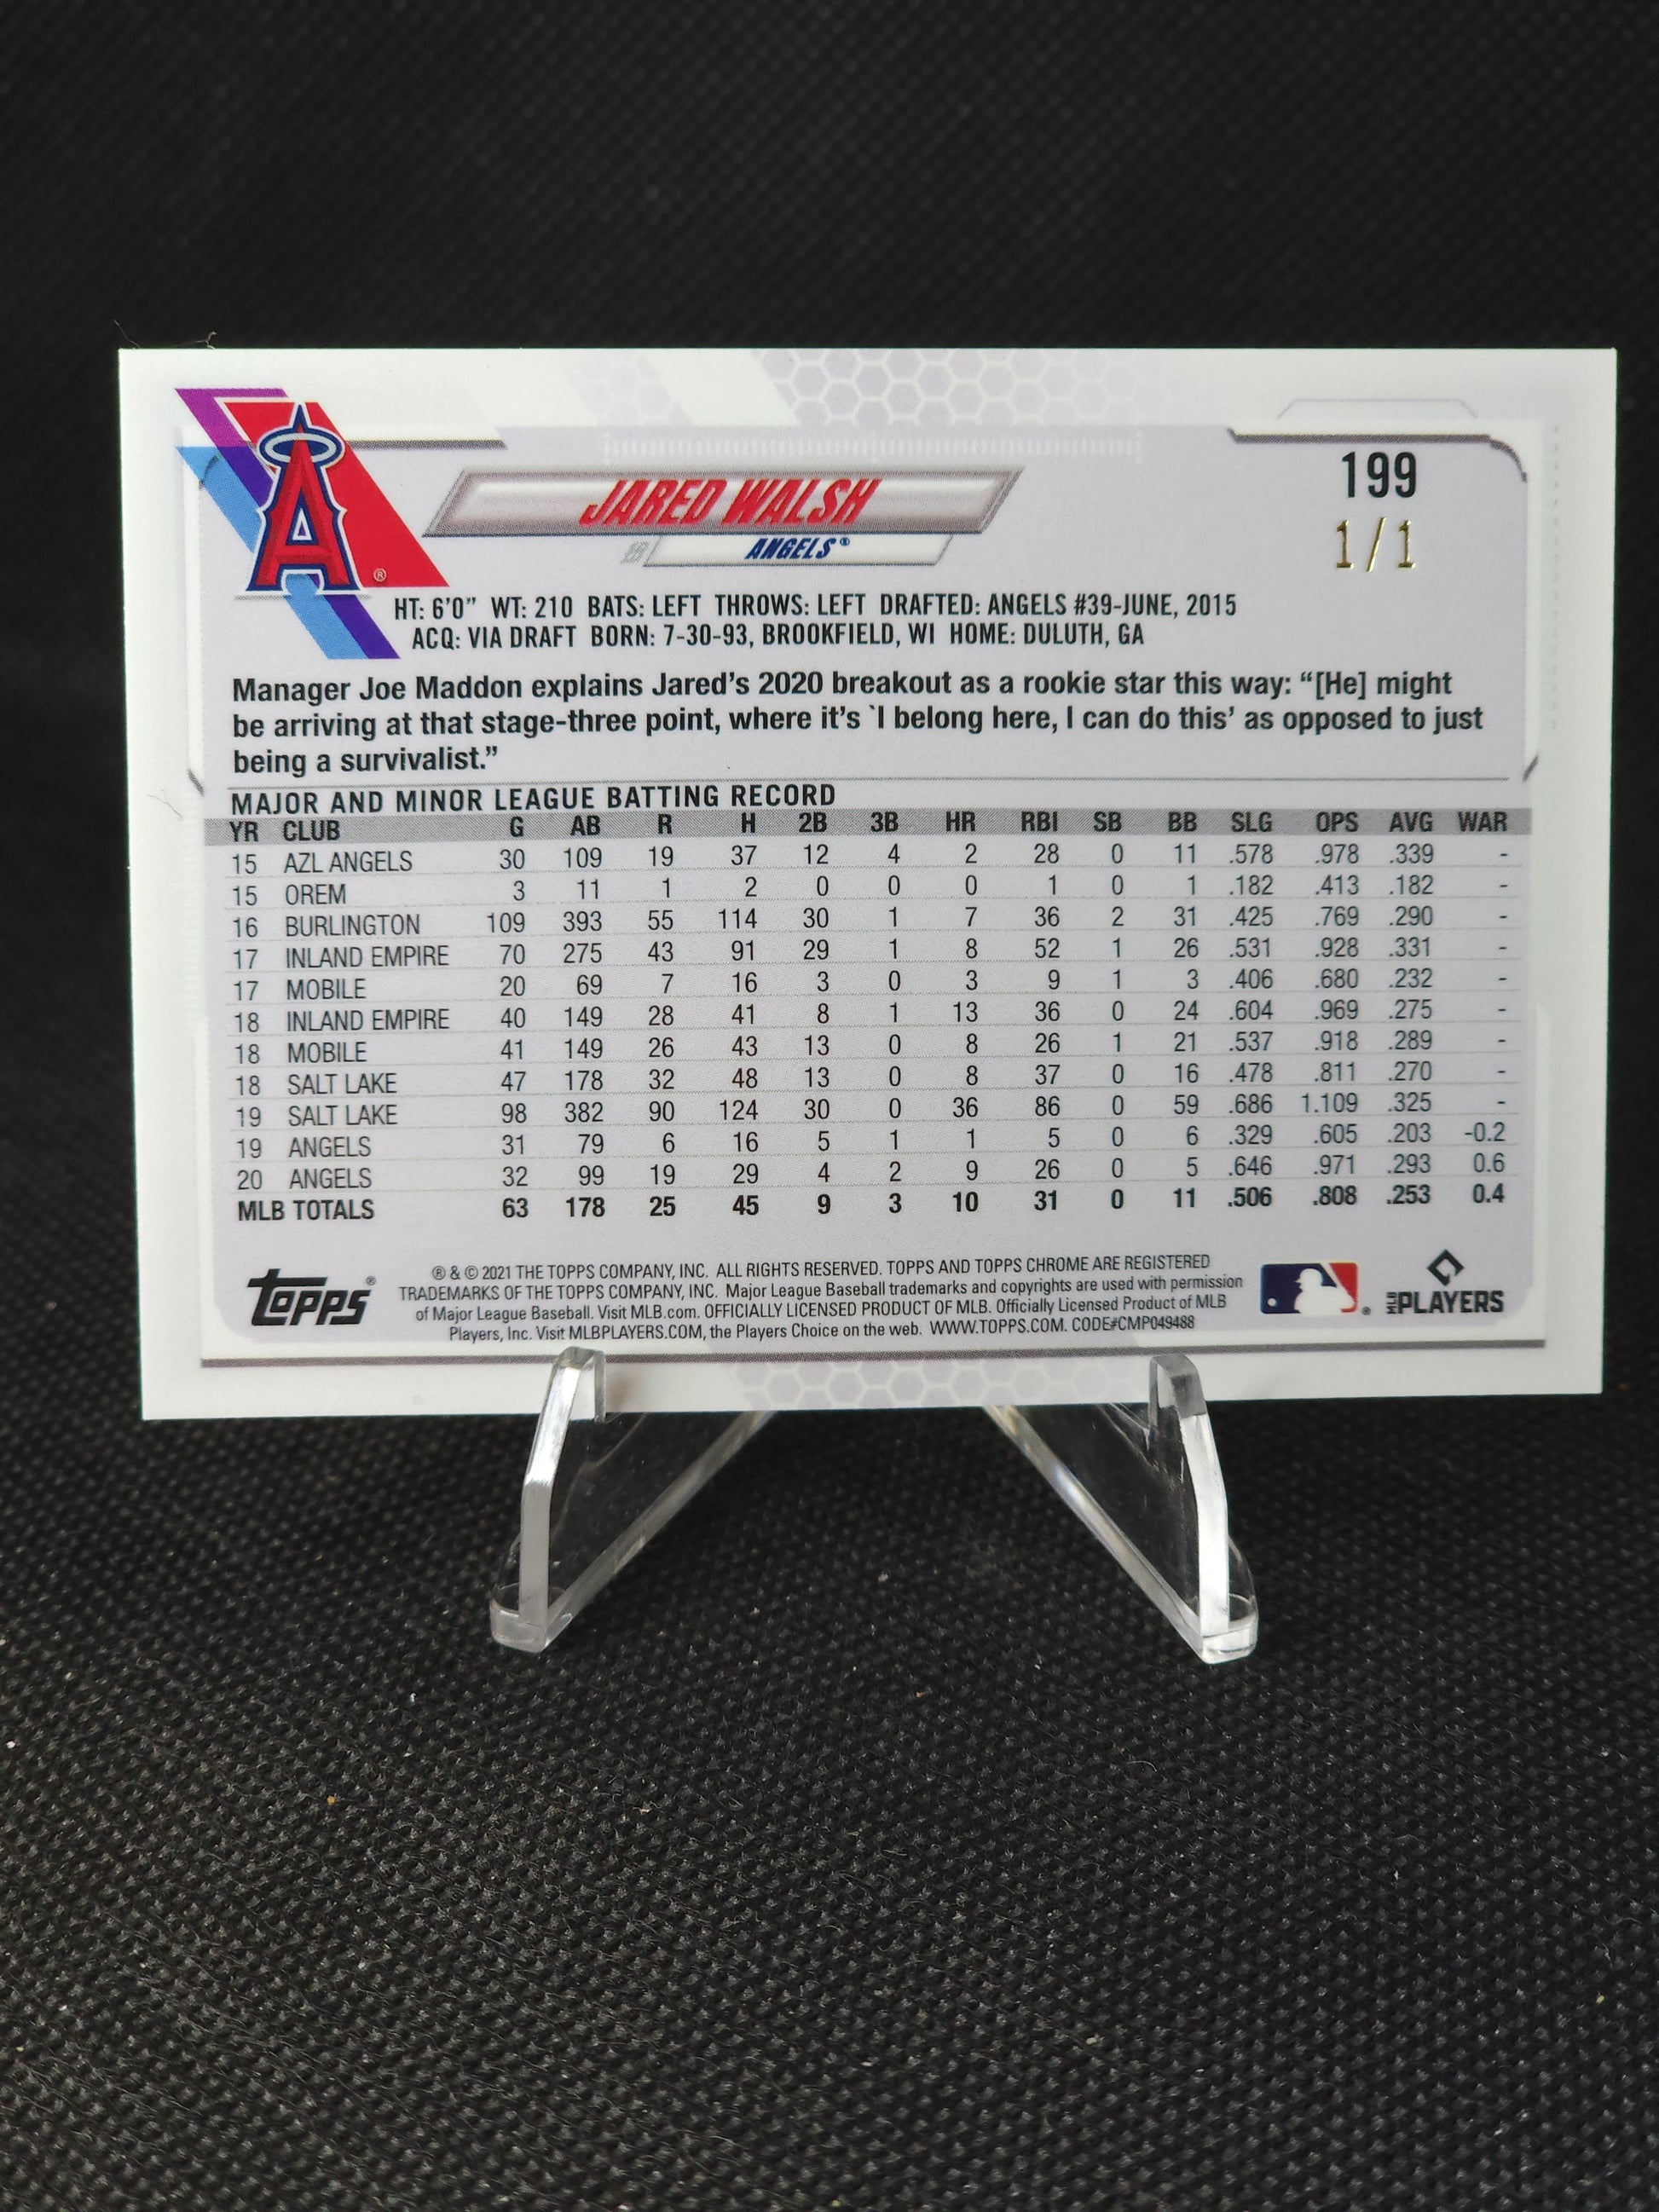 199
JARED WALSH
1/1
1B ANGELS®
HT: 6'0" WT: 210 BATS: LEFT THROWS: LEFT DRAFTED: ANGELS #39-JUNE, 2015
ACQ: VIA DRAFT BORN: 7-30-93, BROOKFIELD, WI HOME: DULUTH, GA
Manager Joe Maddon explains Jared's 2020 breakout as a rookie star this way: “[He] might
be arriving at that stage-three point, where it's `I belong here, I can do this' as opposed to just
being a survivalist.”
MAJOR AND MINOR LEAGUE BATTING RECORD
YR CLUB G AB R H 2B 3B HR RBI SB BB SLG OPS AVG WAR
15 AZL ANGELS 30 109 19 37 12 4 2 28 0 11 .578 .978 .339 -
15 OREM 3 11 1 2 0 0 0 1 0 1 .182 .413 .182 -
16 BURLINGTON 109 393 55 114 30 1 7 36 2 31 .425 .769 .290 -
17 INLAND EMPIRE 70 275 43 91 29 1 8 52 1 26 .531 .928 .331 -
17 MOBILE 20 69 7 16 3 0 3 9 1 3 .406 .680 .232 -
18 INLAND EMPIRE 40 149 28 41 8 1 13 36 0 24 .604 .969 .275 -
18 MOBILE 41 149 26 43 13 0 8 26 1 21 .537 .918 .289 -
18 SALT LAKE 47 178 32 48 13 0 8 37 0 16 .478 .811 .270 -
19 SALT LAKE 98 382 90 124 30 0 36 86 0 59 .686 1.109 .325 -
19 ANGELS 31 79 6 16 5 1 1 5 0 6 .329 .605 .203 -0.2
20 ANGELS 32 99 19 29 4 2 9 26 0 5 .646 .971 .293 0.6
MLB TOTALS 63 178 25 45 9 3 10 31 0 11 .506 .808 .253 0.4
Topps®
® & © 2021 THE TOPPS COMPANY, INC. ALL RIGHTS RESERVED. TOPPS AND TOPPS CHROME ARE REGISTERED
TRADEMARKS OF THE TOPPS COMPANY, INC. Major League Baseball trademarks and copyrights are used with permission
of Major League Baseball. Visit MLB.com. OFFICIALLY LICENSED PRODUCT OF MLB. Officially Licensed Product of MLB
Players, Inc. Visit MLBPLAYERS.COM, the Players Choice on the web. WWW.TOPPS.COM. CODE#CMP049488
MLB PLAYERS